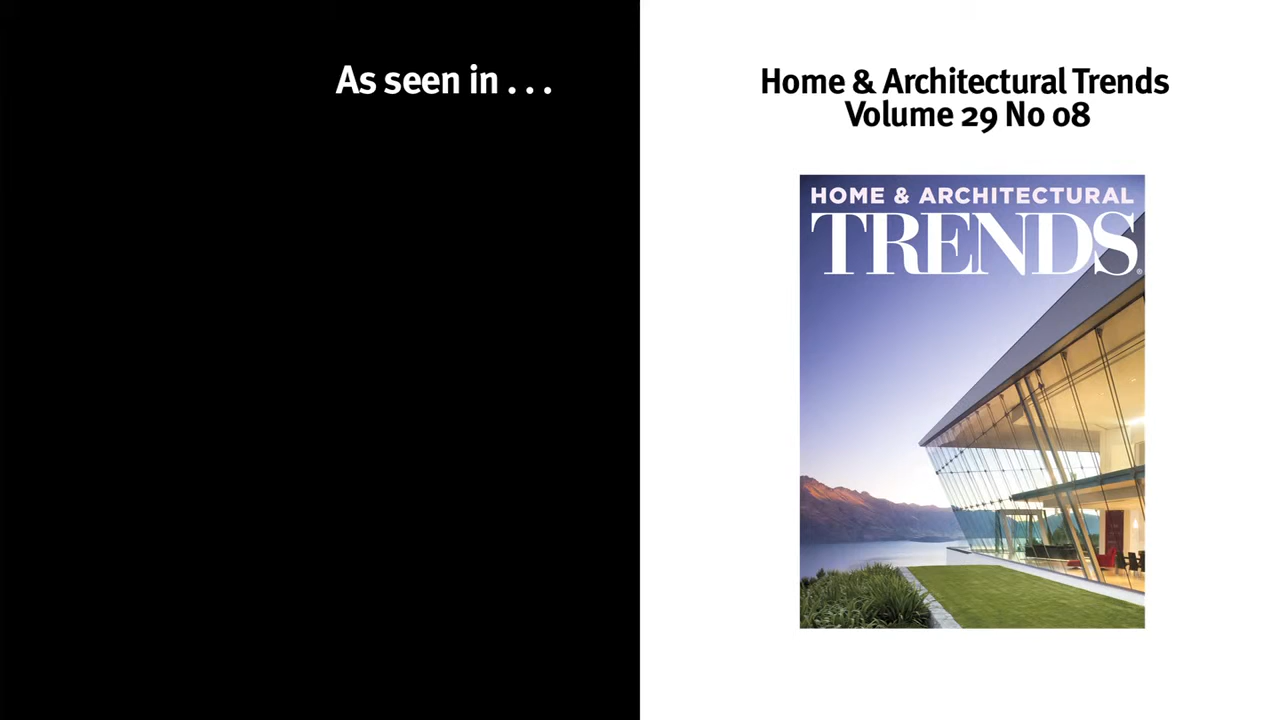 As seen in . . .
Home & Architectural Trends
Volume 29 No 08
HOME & ARCHITECTURAL
TRENDS®